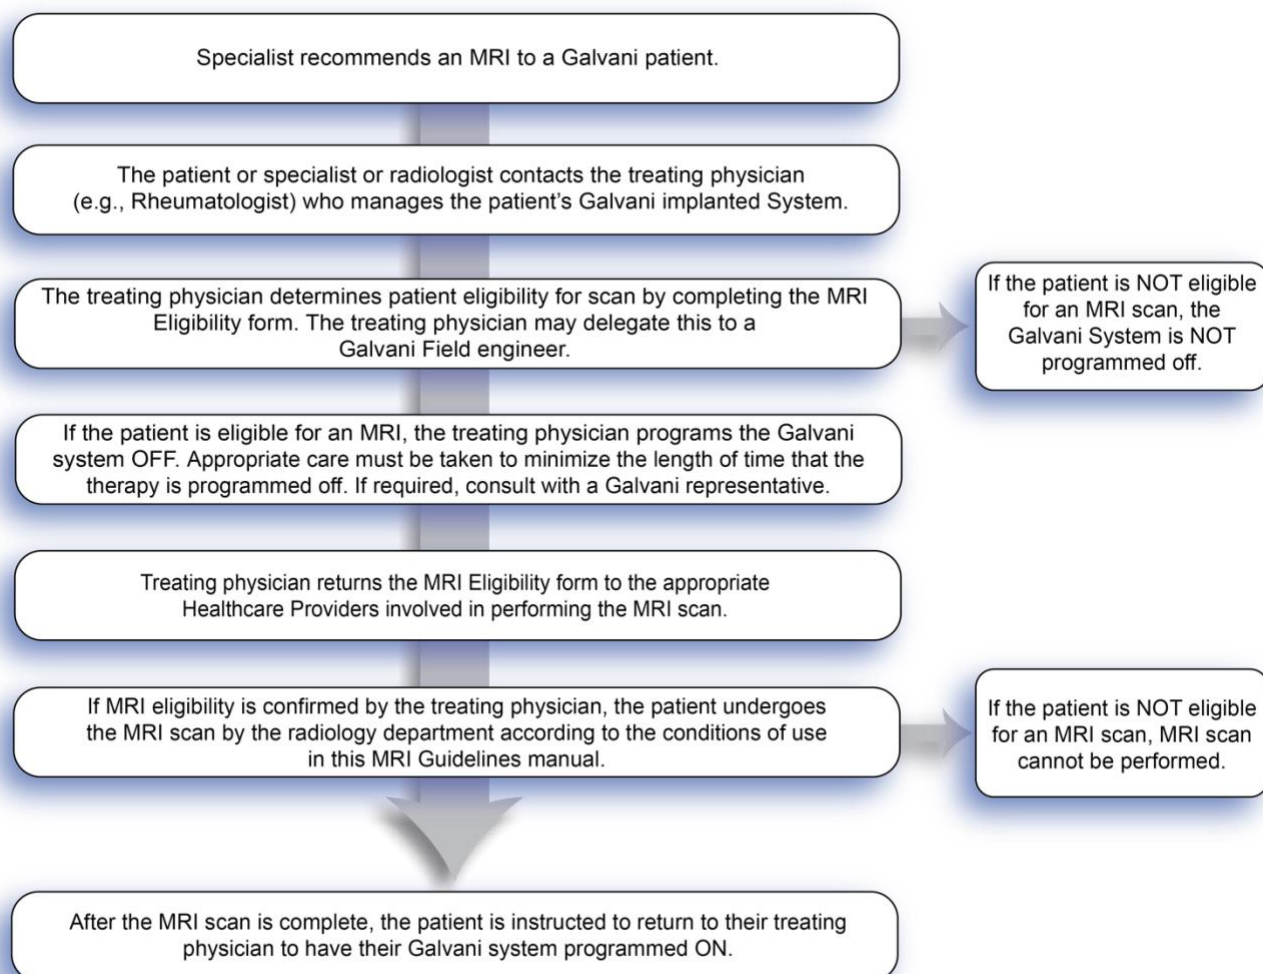 Specialist recommends an MRI to a Galvani patient.
The patient or specialist or radiologist contacts the treating physician
(e.g., Rheumatologist) who manages the patient's Galvani implanted System.
The treating physician determines patient eligibility for scan by completing the MRI
Eligibility form. The treating physician may delegate this to a
Galvani Field engineer.
If the patient is NOT eligible
for an MRI scan, the
Galvani System is NOT
programmed off.
If the patient is eligible for an MRI, the treating physician programs the Galvani
system OFF. Appropriate care must be taken to minimize the length of time that the
therapy is programmed off. If required, consult with a Galvani representative.
Treating physician returns the MRI Eligibility form to the appropriate
Healthcare Providers involved in performing the MRI scan.
If MRI eligibility is confirmed by the treating physician, the patient undergoes
the MRI scan by the radiology department according to the conditions of use
in this MRI Guidelines manual.
If the patient is NOT eligible
for an MRI scan, MRI scan
cannot be performed.
After the MRI scan is complete, the patient is instructed to return to their treating
physician to have their Galvani system programmed ON.